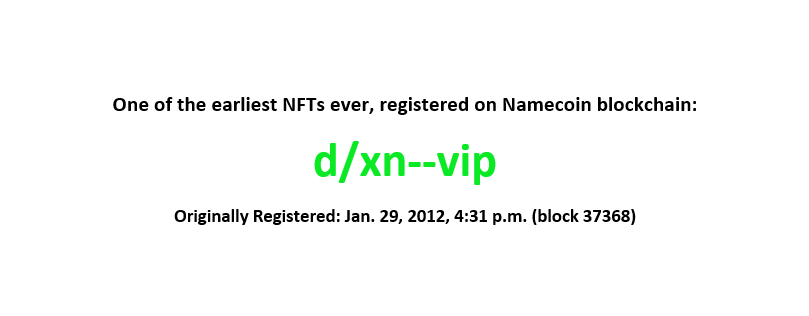 One of the earliest NFTs ever, registered on Namecoin blockchain:
d/xn--vip
Originally Registered: Jan. 29, 2012, 4:31 p.m. (block 37368)